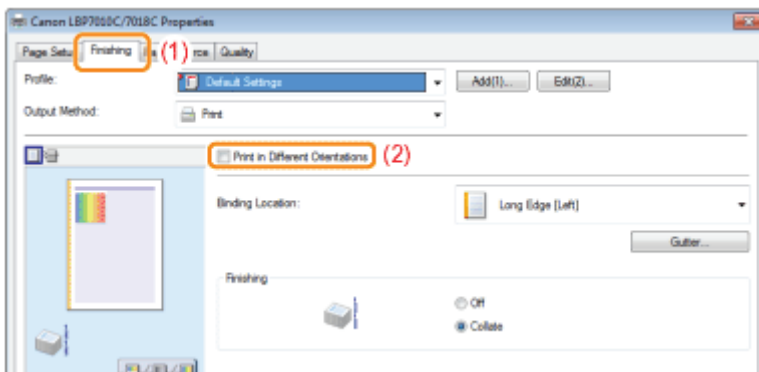 Canon LBP7010C/7018C Properties
Page Setup Finishing (1) rce Quality
Profile: Default Settings Add(1)... Edit(2)...
Output Method: Print
Print in Different Orientations (2)
Binding Location: Long Edge [Left]
Gutter...
Finishing
Off
Collate